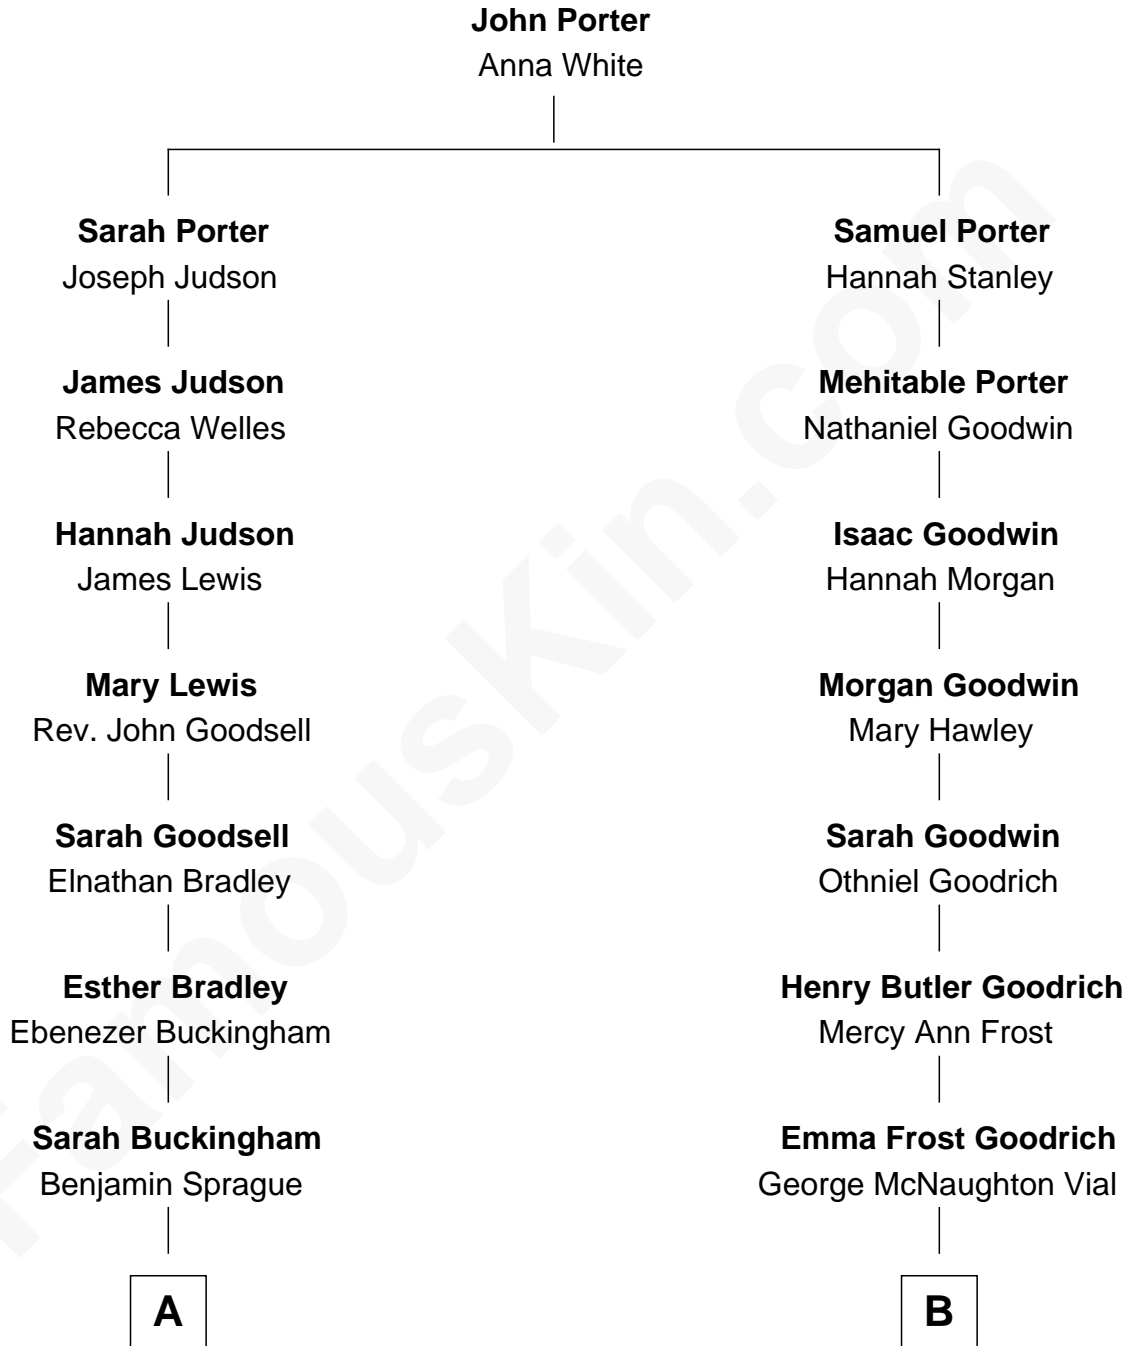 John Porter
Anna White
Sarah Porter
Joseph Judson
Samuel Porter
Hannah Stanley
James Judson
Rebecca Welles
Mehitable Porter
Nathaniel Goodwin
Hannah Judson
James Lewis
Isaac Goodwin
Hannah Morgan
Mary Lewis
Rev. John Goodsell
Morgan Goodwin
Mary Hawley
Sarah Goodsell
Elnathan Bradley
Sarah Goodwin
Othniel Goodrich
Esther Bradley
Ebenezer Buckingham
Henry Butler Goodrich
Mercy Ann Frost
Sarah Buckingham
Benjamin Sprague
Emma Frost Goodrich
George McNaughton Vial
A
B
FamousKin.com